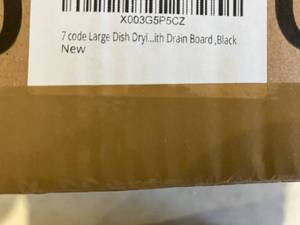 X003G5P5CZ
7 code Large Dish Dryi...ith Drain Board ,Black
New